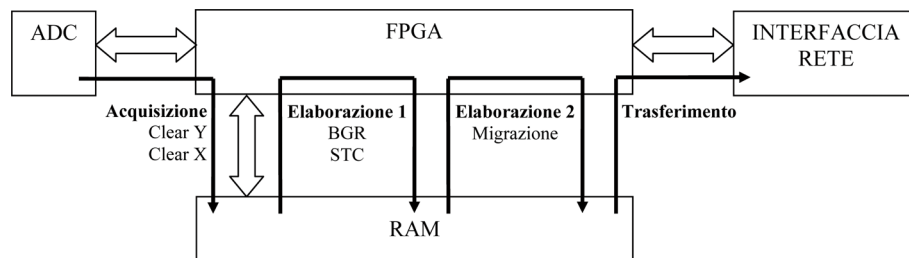 ADC
FPGA
INTERFACCIA
RETE
Acquisizione
Clear Y
Clear X
Elaborazione 1
BGR
STC
Elaborazione 2
Migrazione
Trasferimento
RAM